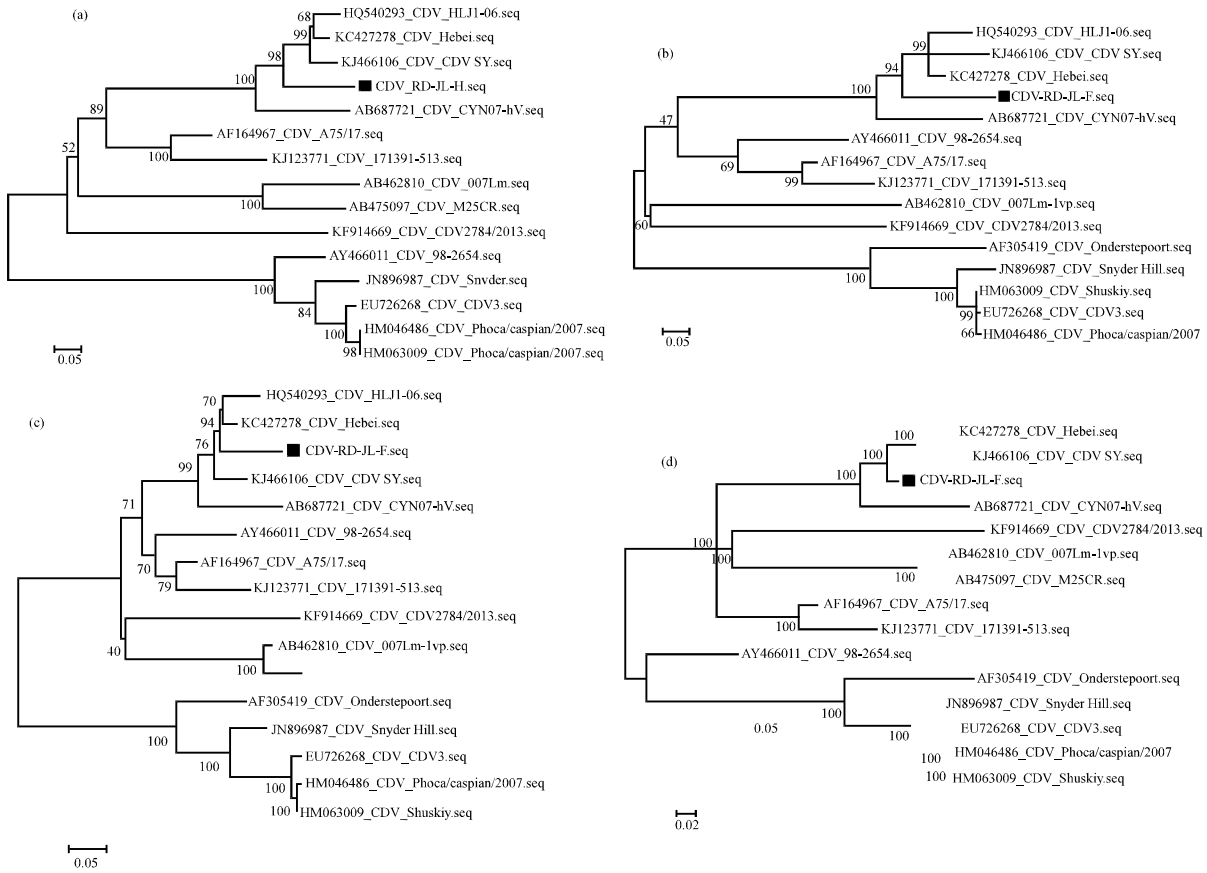 (a)
68
HQ540293_CDV_HLJ1-06.seq
99
KC427278_CDV_Hebei.seq
98
KJ466106_CDV_CDV SY.seq
100
CDV_RD-JL-H.seq
89
AB687721_CDV_CYN07-hV.seq
AF164967_CDV_A75/17.seq
52
100
KJ123771_CDV_171391-513.seq
AB462810_CDV_007Lm.seq
100
AB475097_CDV_M25CR.seq
KF914669_CDV_CDV2784/2013.seq
AY466011_CDV_98-2654.seq
100
JN896987_CDV_Snvder.seq
84
EU726268_CDV_CDV3.seq
100
HM046486_CDV_Phoca/caspian/2007.seq
98
HM063009_CDV_Phoca/caspian/2007.seq
0.05
(b)
HQ540293_CDV_HLJ1-06.seq
99
KJ466106_CDV_CDV SY.seq
94
KC427278_CDV_Hebei.seq
100
CDV-RD-JL-F.seq
47
AB687721_CDV_CYN07-hV.seq
AY466011_CDV_98-2654.seq
69
AF164967_CDV_A75/17.seq
99
KJ123771_CDV_171391-513.seq
AB462810_CDV_007Lm-1vp.seq
60
KF914669_CDV_CDV2784/2013.seq
AF305419_CDV_Onderstepoort.seq
100
JN896987_CDV_Snyder Hill.seq
100
HM063009_CDV_Shuskiy.seq
EU726268_CDV_CDV3.seq
99
66
HM046486_CDV_Phoca/caspian/2007
0.05
(c)
70
HQ540293_CDV_HLJ1-06.seq
94
KC427278_CDV_Hebei.seq
76
CDV-RD-JL-F.seq
99
KJ466106_CDV_CDV SY.seq
71
AB687721_CDV_CYN07-hV.seq
AY466011_CDV_98-2654.seq
70
AF164967_CDV_A75/17.seq
79
KJ123771_CDV_171391-513.seq
KF914669_CDV_CDV2784/2013.seq
40
AB462810_CDV_007Lm-1vp.seq
100
AF305419_CDV_Onderstepoort.seq
100
JN896987_CDV_Snyder Hill.seq
100
EU726268_CDV_CDV3.seq
100
HM046486_CDV_Phoca/caspian/2007.seq
100
HM063009_CDV_Shuskiy.seq
0.05
(d)
100
KC427278_CDV_Hebei.seq
100
KJ466106_CDV_CDV SY.seq
100
CDV-RD-JL-F.seq
AB687721_CDV_CYN07-hV.seq
KF914669_CDV_CDV2784/2013.seq
100
100
AB462810_CDV_007Lm-1vp.seq
100
AB475097_CDV_M25CR.seq
AF164967_CDV_A75/17.seq
100
KJ123771_CDV_171391-513.seq
AY466011_CDV_98-2654.seq
AF305419_CDV_Onderstepoort.seq
100
JN896987_CDV_Snyder Hill.seq
0.05
100
EU726268_CDV_CDV3.seq
100
HM046486_CDV_Phoca/caspian/2007
100
HM063009_CDV_Shuskiy.seq
0.02